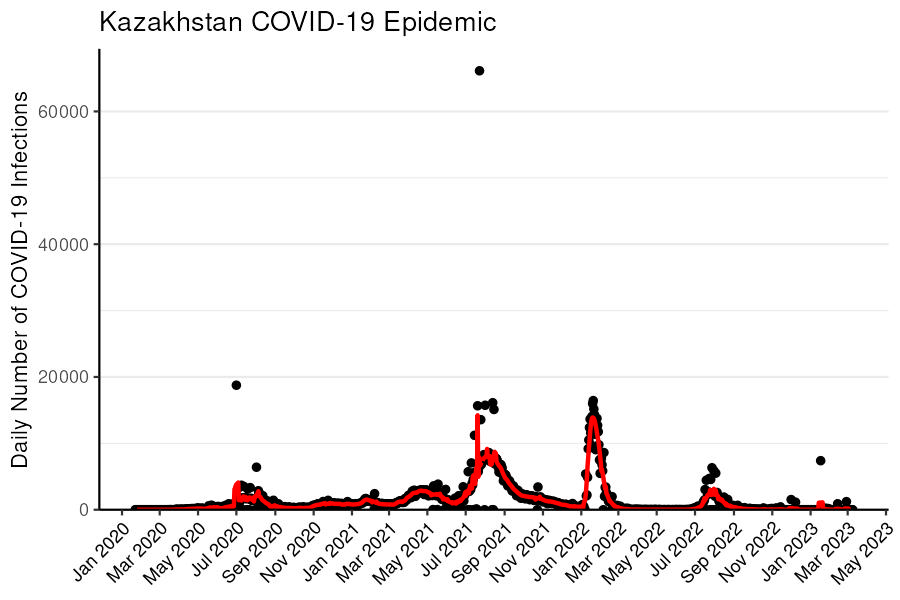 Kazakhstan COVID-19 Epidemic
Daily Number of COVID-19 Infections
60000
40000
20000
0
Jan 2020
Mar 2020
May 2020
Jul 2020
Sep 2020
Nov 2020
Jan 2021
Mar 2021
May 2021
Jul 2021
Sep 2021
Nov 2021
Jan 2022
Mar 2022
May 2022
Jul 2022
Sep 2022
Nov 2022
Jan 2023
Mar 2023
May 2023